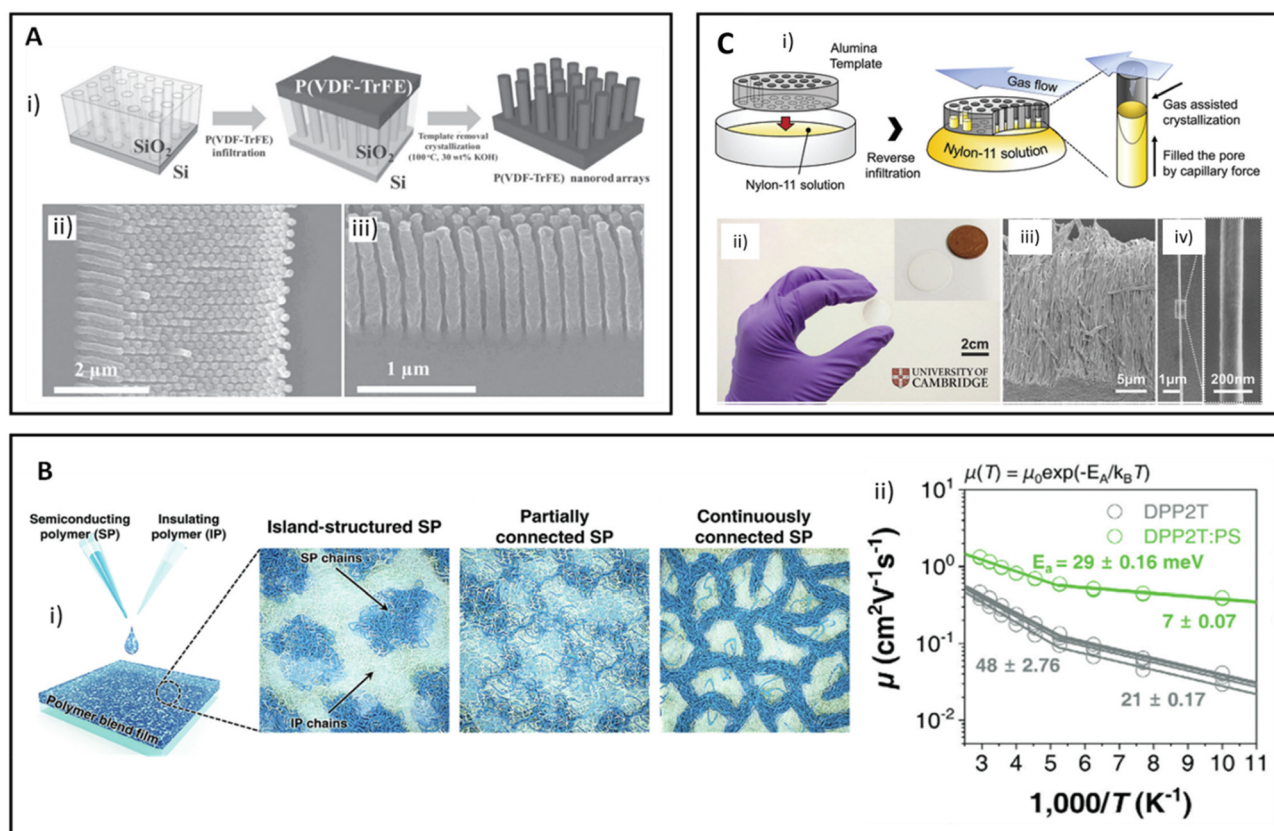 A
i)
SiO2
Si
P(VDF-TrFE)
infiltration
P(VDF-TrFE)
SiO2
Si
Template removal
crystallization
(100 °C, 30 wt% KOH)
P(VDF-TrFE) nanorod arrays
ii)
2 µm
iii)
1 µm
C
i)
Alumina
Template
Nylon-11 solution
Reverse
infiltration
Gas flow
Nylon-11 solution
Gas assisted
crystallization
Filled the pore
by capillary force
ii)
2cm
UNIVERSITY OF
CAMBRIDGE
iii)
5µm
iv)
1µm
200nm
B
i)
Semiconducting
polymer (SP)
Insulating
polymer (IP)
Polymer blend film
Island-structured SP
SP chains
IP chains
Partially
connected SP
Continuously
connected SP
ii)
µ(T) = µ0exp(-EA/kBT)
DPP2T
DPP2T:PS
Ea = 29 ± 0.16 meV
7 ± 0.07
48 ± 2.76
21 ± 0.17
µ (cm2V-1s-1)
10^1
10^0
10^-1
10^-2
3 4 5 6 7 8 9 10 11
1,000/T (K-1)